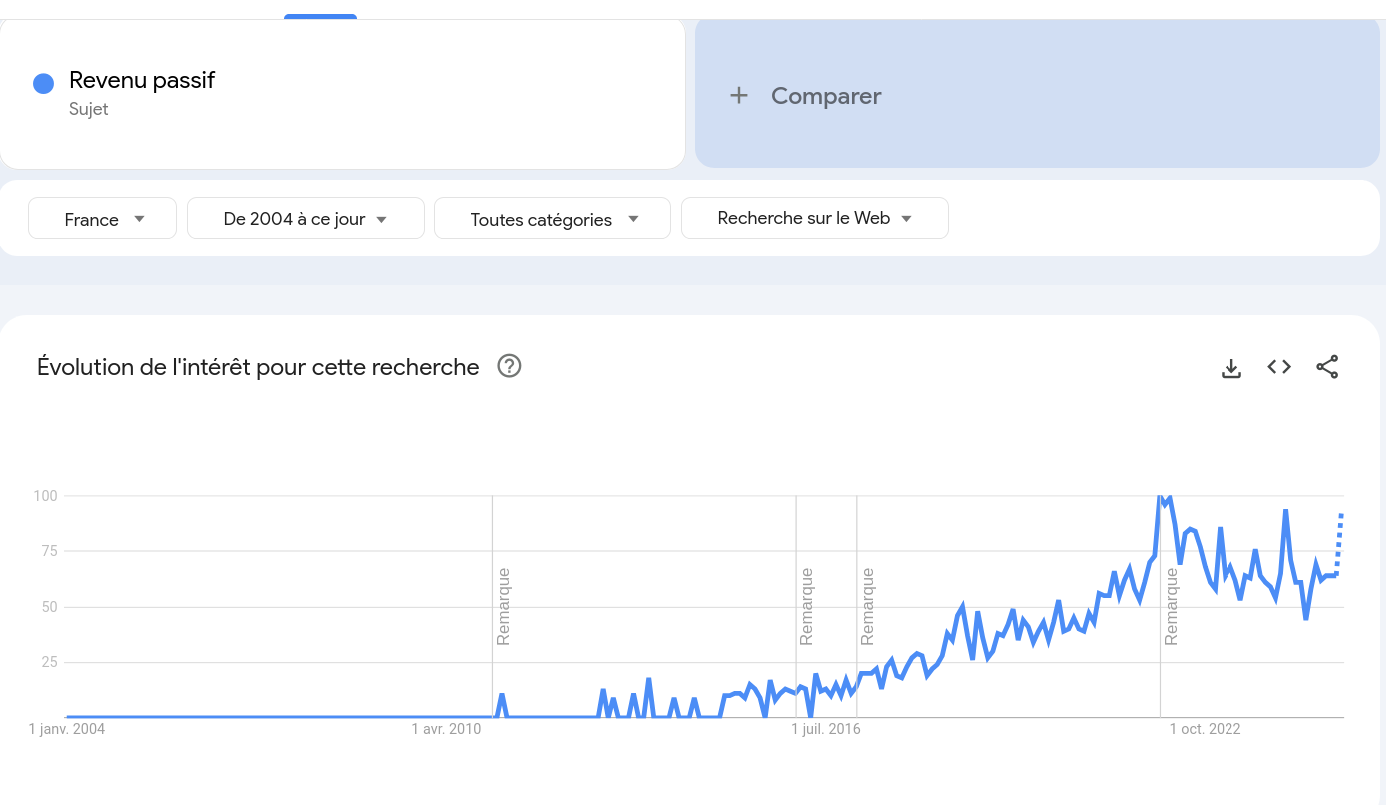 Revenu passif
Sujet
+ Comparer
France
De 2004 à ce jour
Toutes catégories
Recherche sur le Web
Évolution de l'intérêt pour cette recherche
?
100
75
50
25
Remarque
Remarque
Remarque
Remarque
1 janv. 2004
1 avr. 2010
1 juil. 2016
1 oct. 2022